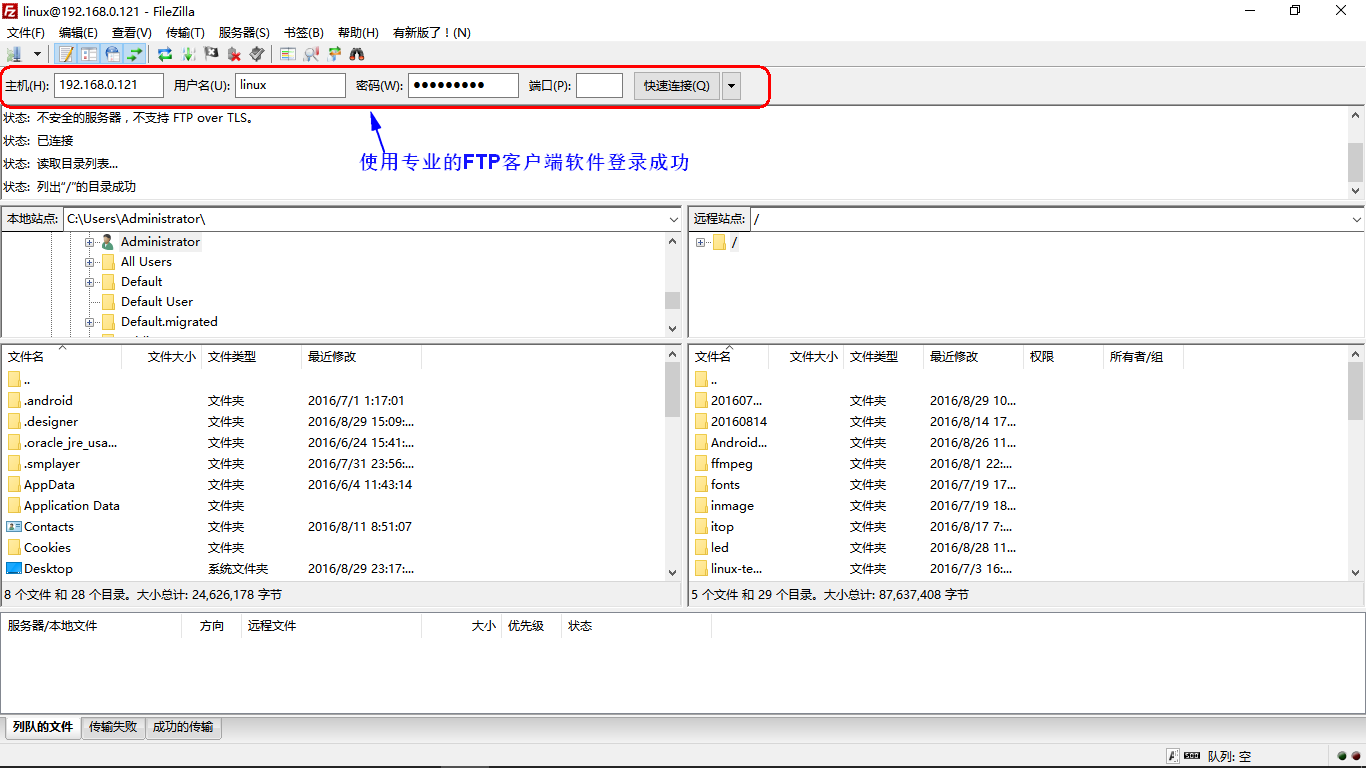 linux@192.168.0.121 - FileZilla
文件(F) 编辑(E) 查看(V) 传输(T) 服务器(S) 书签(B) 帮助(H) 有新版了！(N)
主机(H): 192.168.0.121 用户名(U): linux 密码(W): ●●●●●●●●● 端口(P): 快速连接(Q)
状态: 不安全的服务器，不支持 FTP over TLS。
状态: 已连接
状态: 读取目录列表...
状态: 列出“/”的目录成功
使用专业的FTP客户端软件登录成功
本地站点: C:\Users\Administrator\
Administrator
All Users
Default
Default User
Default.migrated
远程站点: /
/
文件名 文件大小 文件类型 最近修改
..
.android 文件夹 2016/7/1 1:17:01
.designer 文件夹 2016/8/29 15:09:...
.oracle_jre_usa... 文件夹 2016/6/24 15:41:...
.smplayer 文件夹 2016/7/31 23:56:...
AppData 文件夹 2016/6/4 11:43:14
Application Data 文件夹
Contacts 文件夹 2016/8/11 8:51:07
Cookies 文件夹
Desktop 系统文件夹 2016/8/29 23:17:...
8 个文件 和 28 个目录。大小总计: 24,626,178 字节
文件名 文件大小 文件类型 最近修改 权限 所有者/组
..
201607... 文件夹 2016/8/29 10...
20160814 文件夹 2016/8/14 17...
Android... 文件夹 2016/8/26 11...
ffmpeg 文件夹 2016/8/1 22:...
fonts 文件夹 2016/7/19 17...
inmage 文件夹 2016/7/19 18...
itop 文件夹 2016/8/17 7:...
led 文件夹 2016/8/28 11...
linux-te... 文件夹 2016/7/3 16:...
5 个文件 和 29 个目录。大小总计: 87,637,408 字节
服务器/本地文件 方向 远程文件 大小 优先级 状态
列队的文件 传输失败 成功的传输
队列: 空